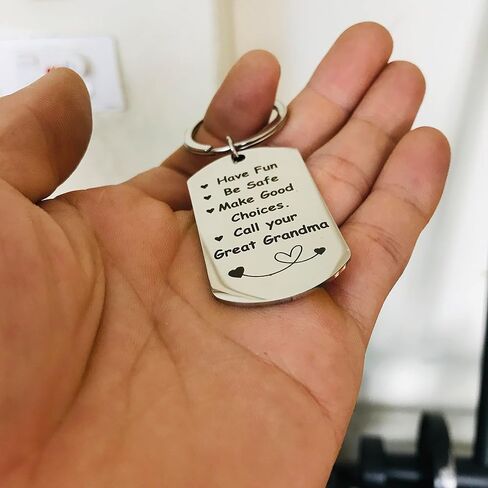 ♥ Have Fun
Be Safe
♥ Make Good
Choices.
♥ Call your
Great Grandma